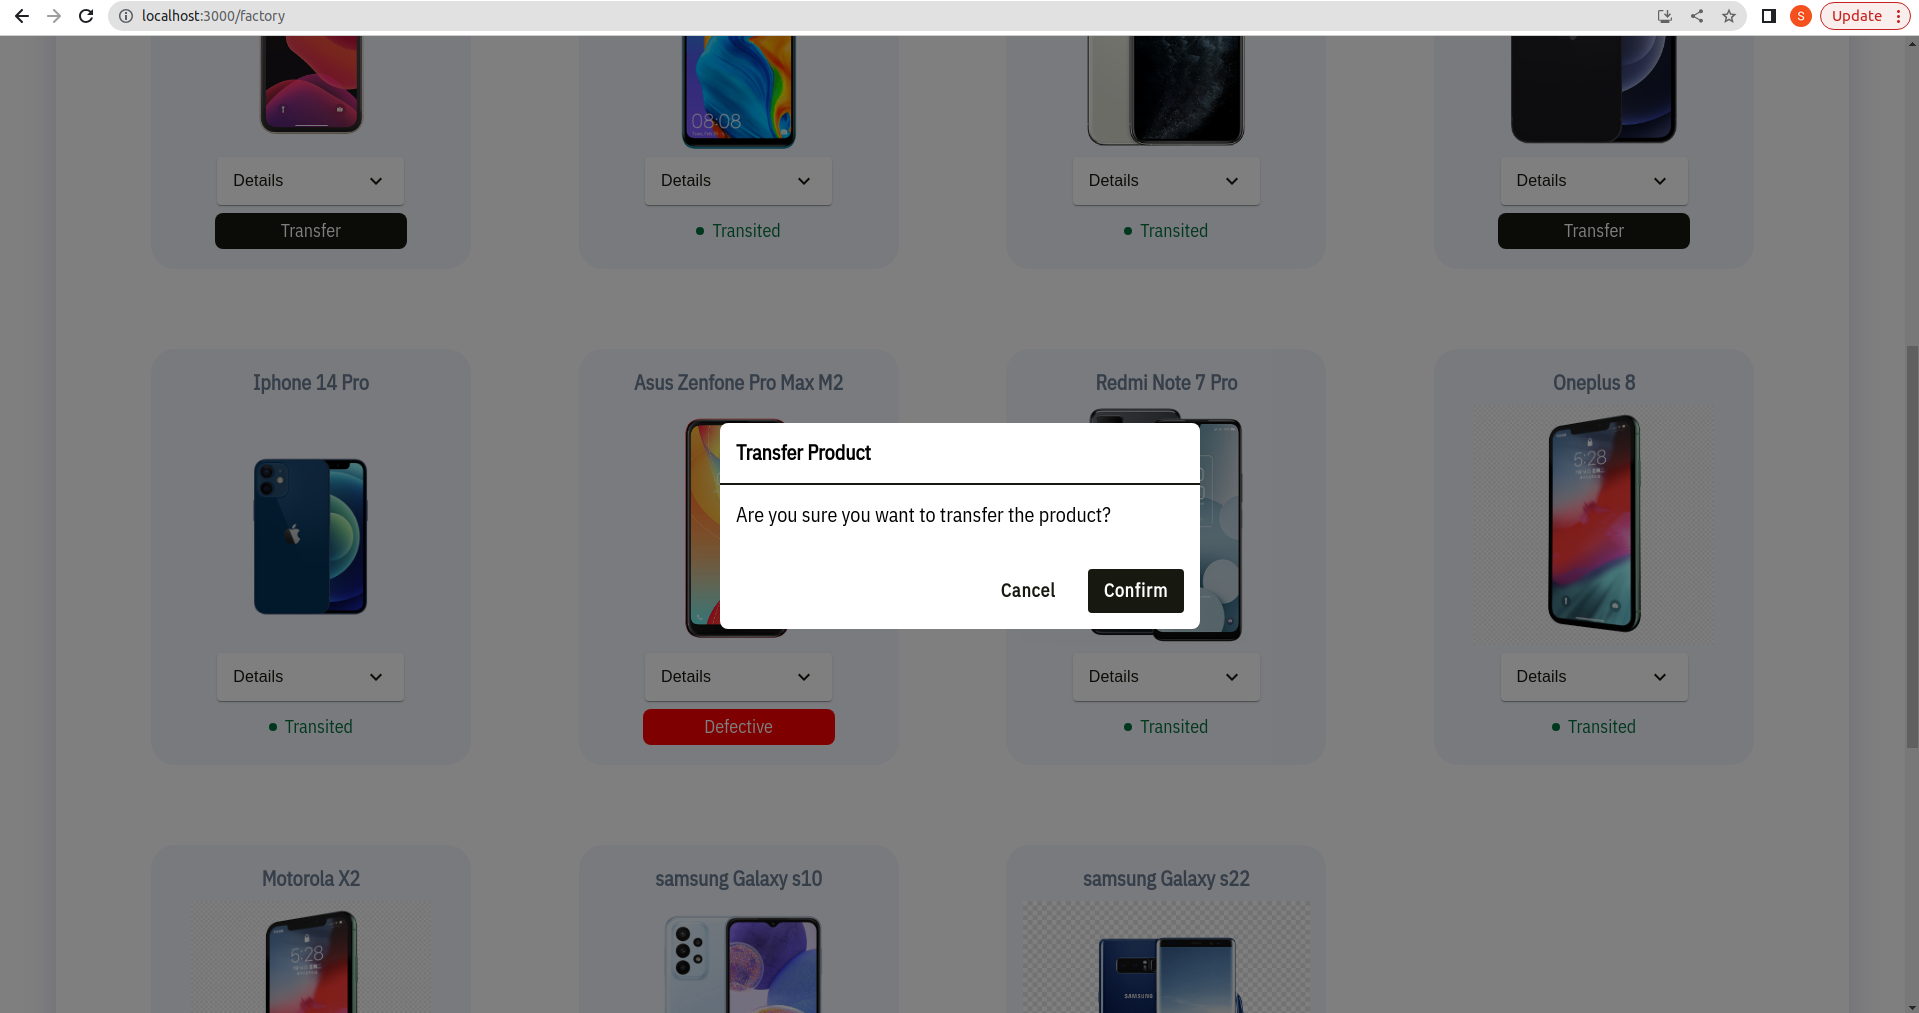 localhost:3000/factory
S
Update
08:08
Details
Details
Details
Details
Transfer
Transited
Transited
Transfer
Iphone 14 Pro
Asus Zenfone Pro Max M2
Redmi Note 7 Pro
Oneplus 8
5:28
Transfer Product
Are you sure you want to transfer the product?
Cancel
Confirm
Details
Details
Details
Details
Transited
Defective
Transited
Transited
Motorola X2
samsung Galaxy s10
samsung Galaxy s22
5:28
SAMSUNG